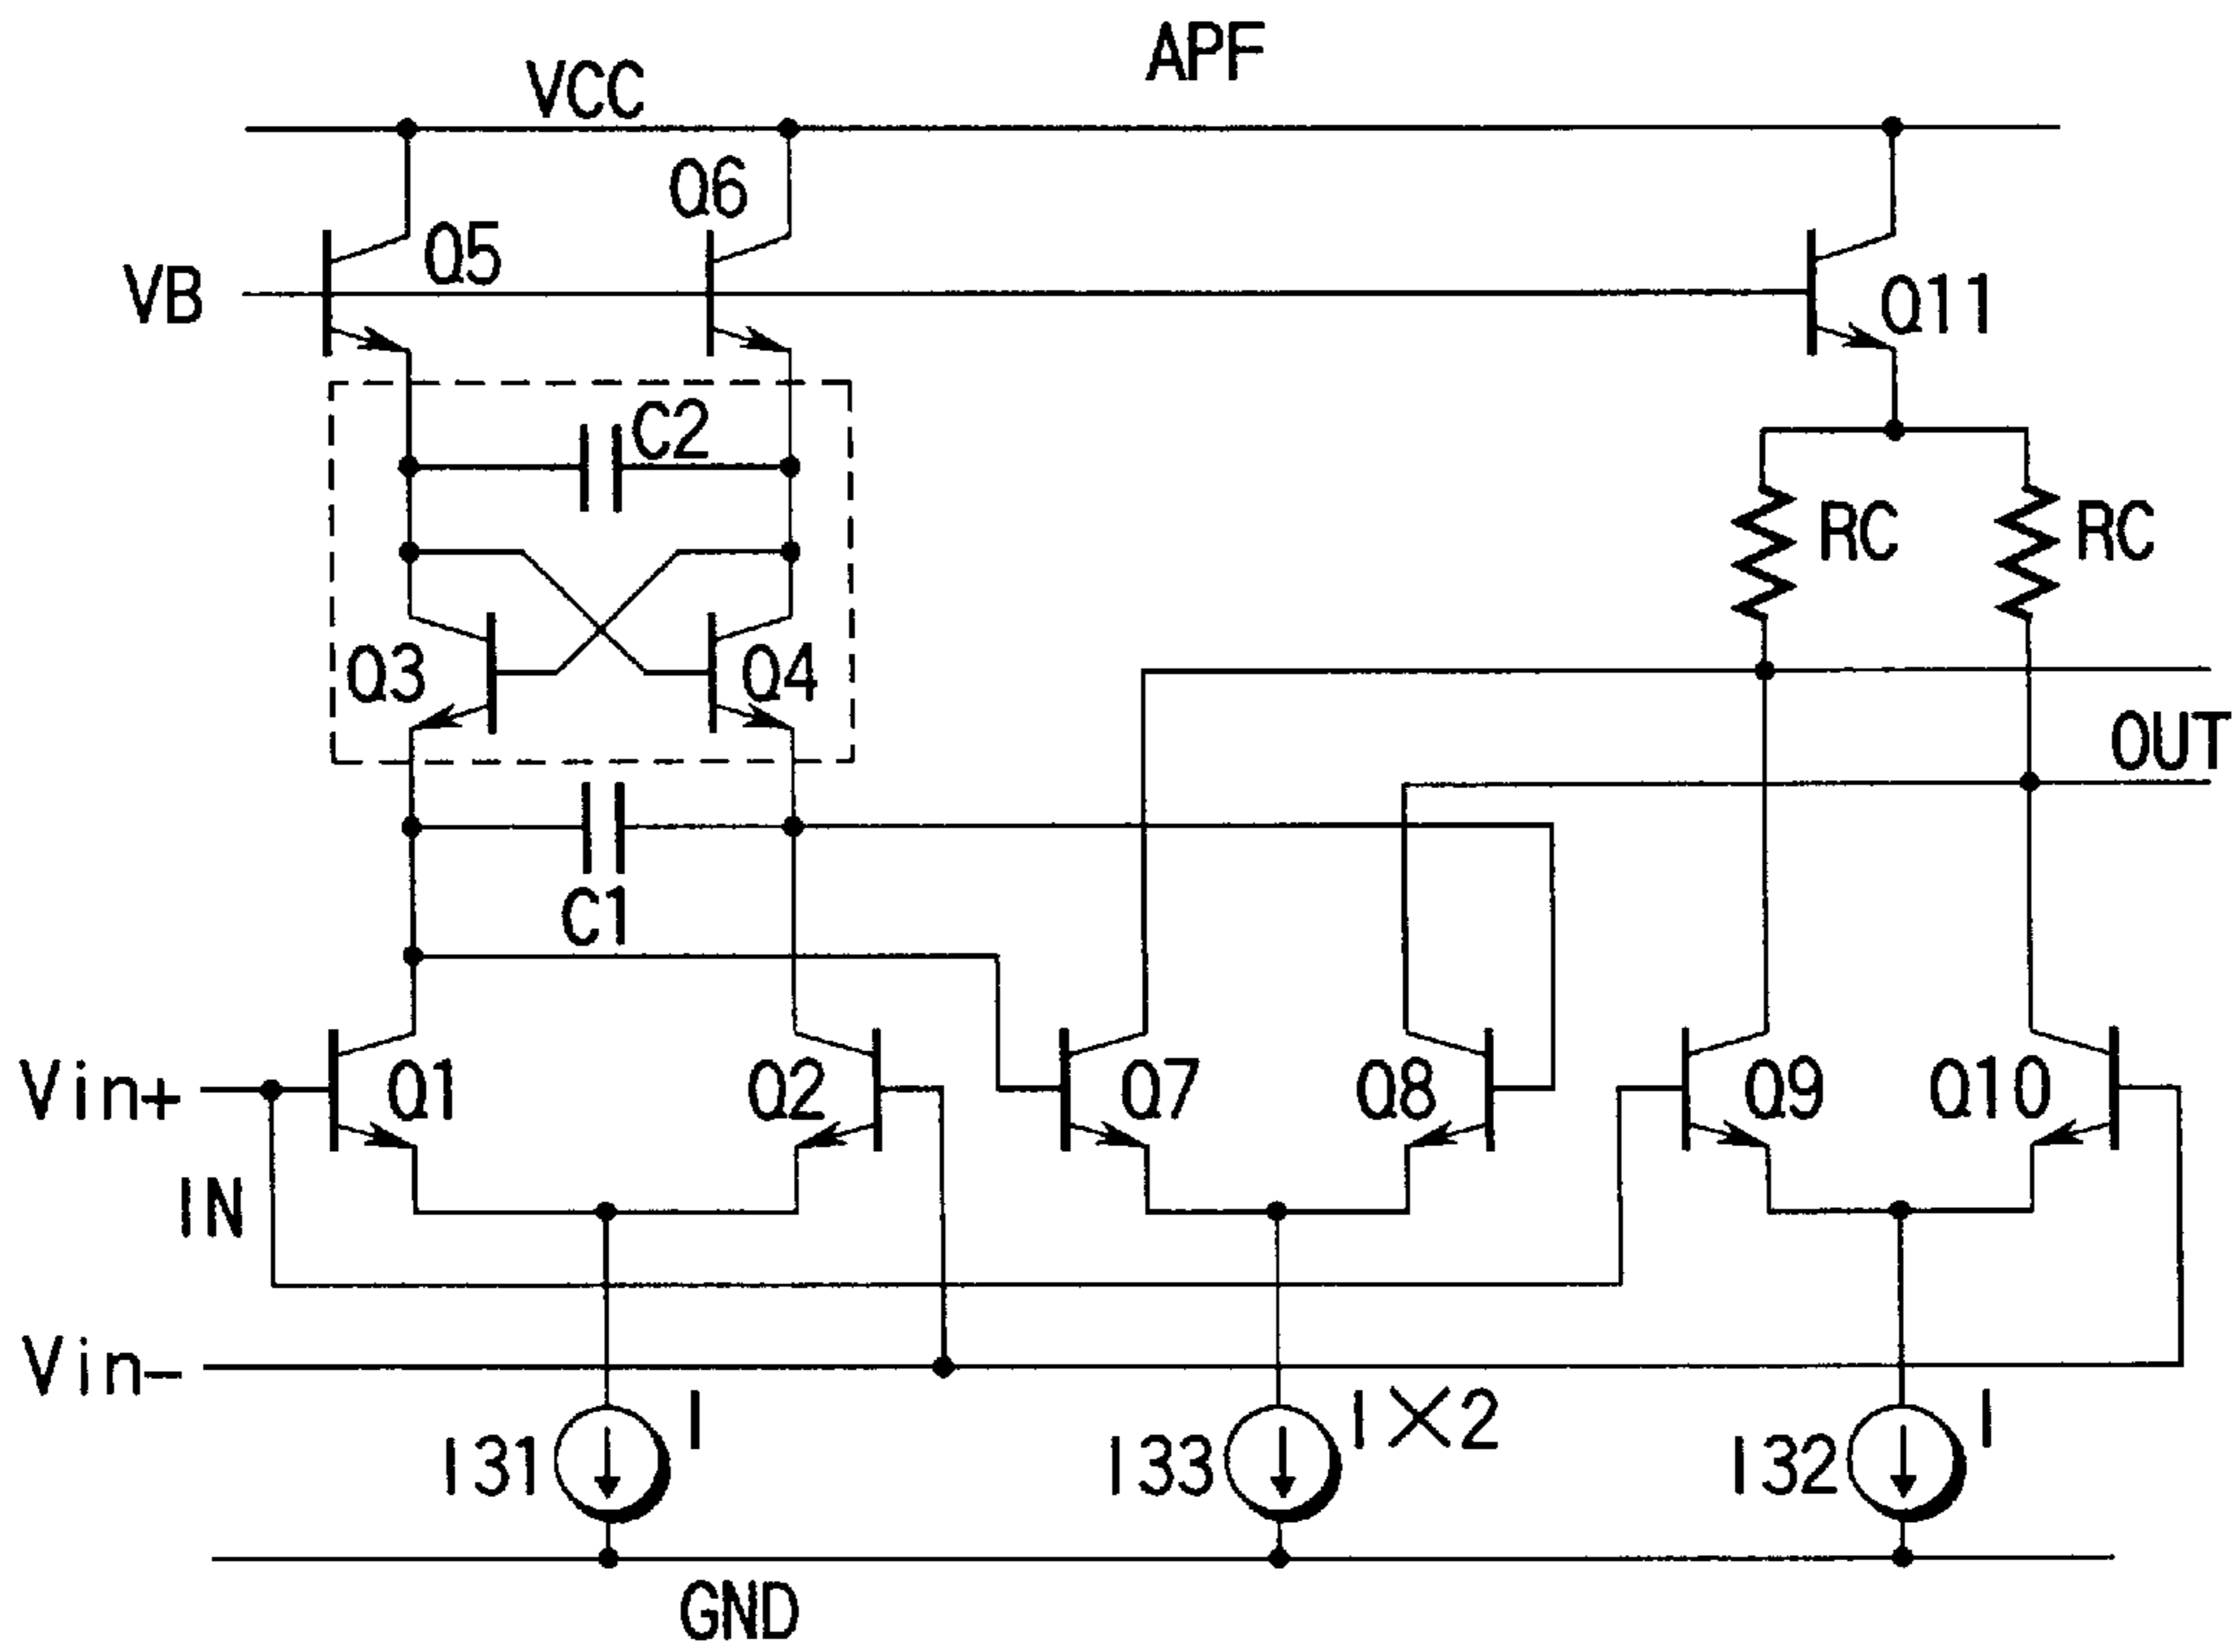 APF
VCC
Q6
Q5
VB
Q11
C2
RC
RC
Q3
Q4
OUT
C1
Vin+
Q1
Q2
Q7
Q8
Q9
Q10
IN
Vin-
I
I×2
I
I31
I33
I32
GND